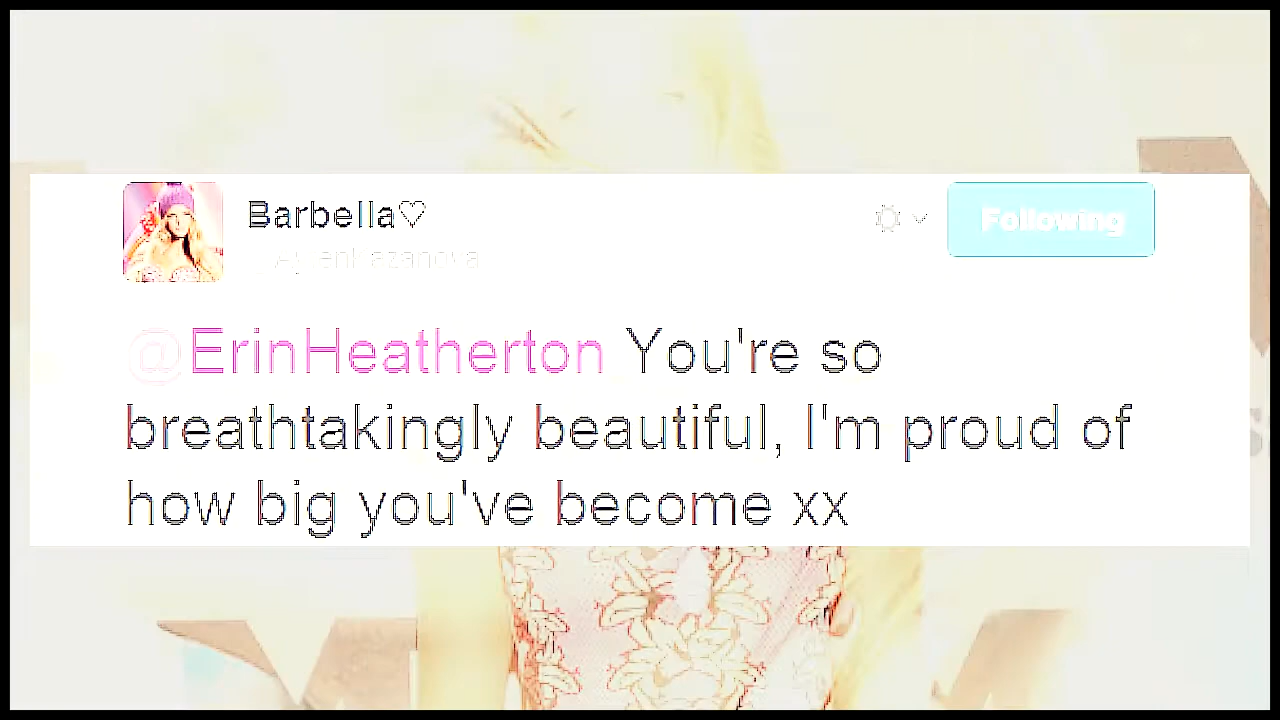 Barbella♡
Following
@ErinHeatherton You're so
breathtakingly beautiful, I'm proud of
how big you've become xx